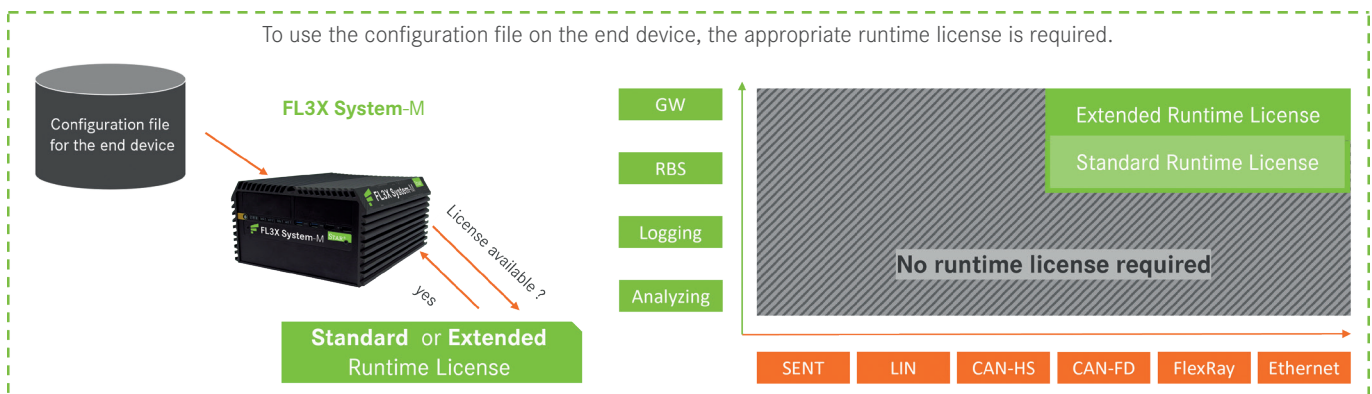 To use the configuration file on the end device, the appropriate runtime license is required.
Configuration file
for the end device
FL3X System-M
FL3X System-M
FL3X System-M
License available ?
yes
Standard or Extended
Runtime License
GW
RBS
Logging
Analyzing
Extended Runtime License
Standard Runtime License
No runtime license required
SENT
LIN
CAN-HS
CAN-FD
FlexRay
Ethernet